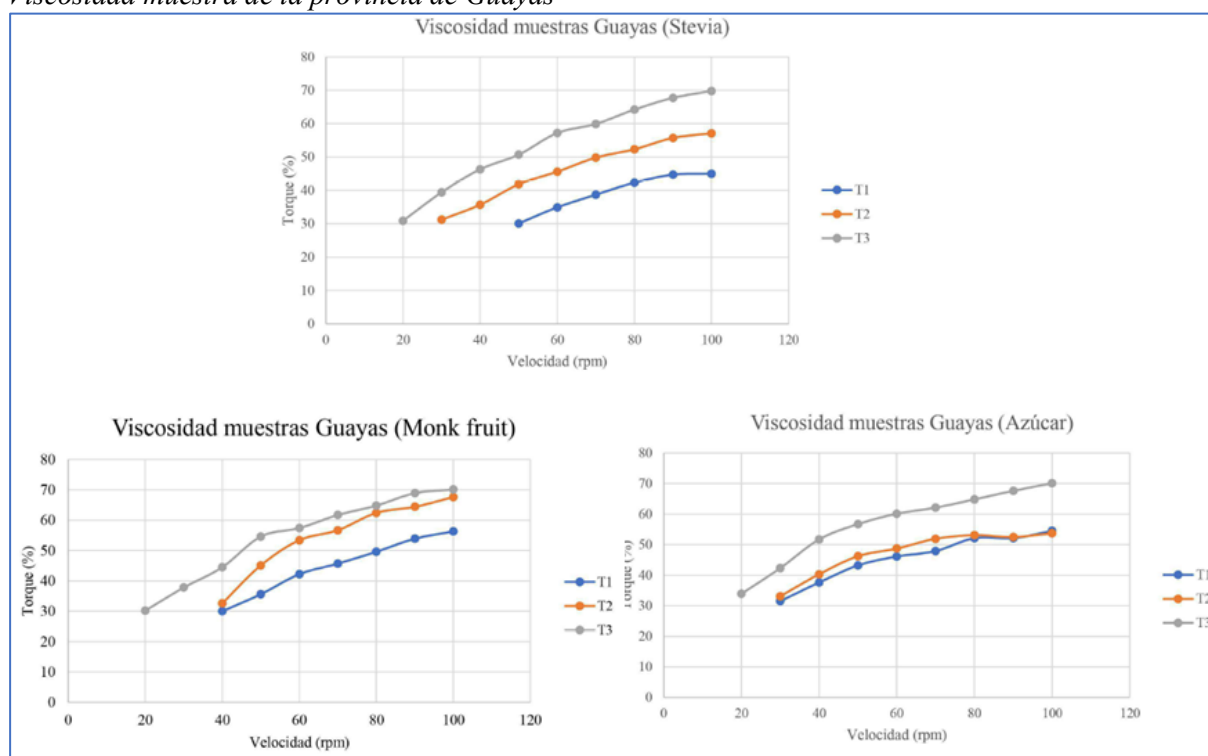 Viscosidad muestra de la provincia de Guayas
Viscosidad muestras Guayas (Stevia)
80
70
60
50
40
30
20
10
0
Torque (%)
0 20 40 60 80 100 120
Velocidad (rpm)
T1
T2
T3
Viscosidad muestras Guayas (Monk fruit)
80
70
60
50
40
30
20
10
0
Torque (%)
0 20 40 60 80 100 120
Velocidad (rpm)
T1
T2
T3
Viscosidad muestras Guayas (Azúcar)
80
70
60
50
40
30
20
10
0
Torque (%)
0 20 40 60 80 100 120
Velocidad (rpm)
T1
T2
T3